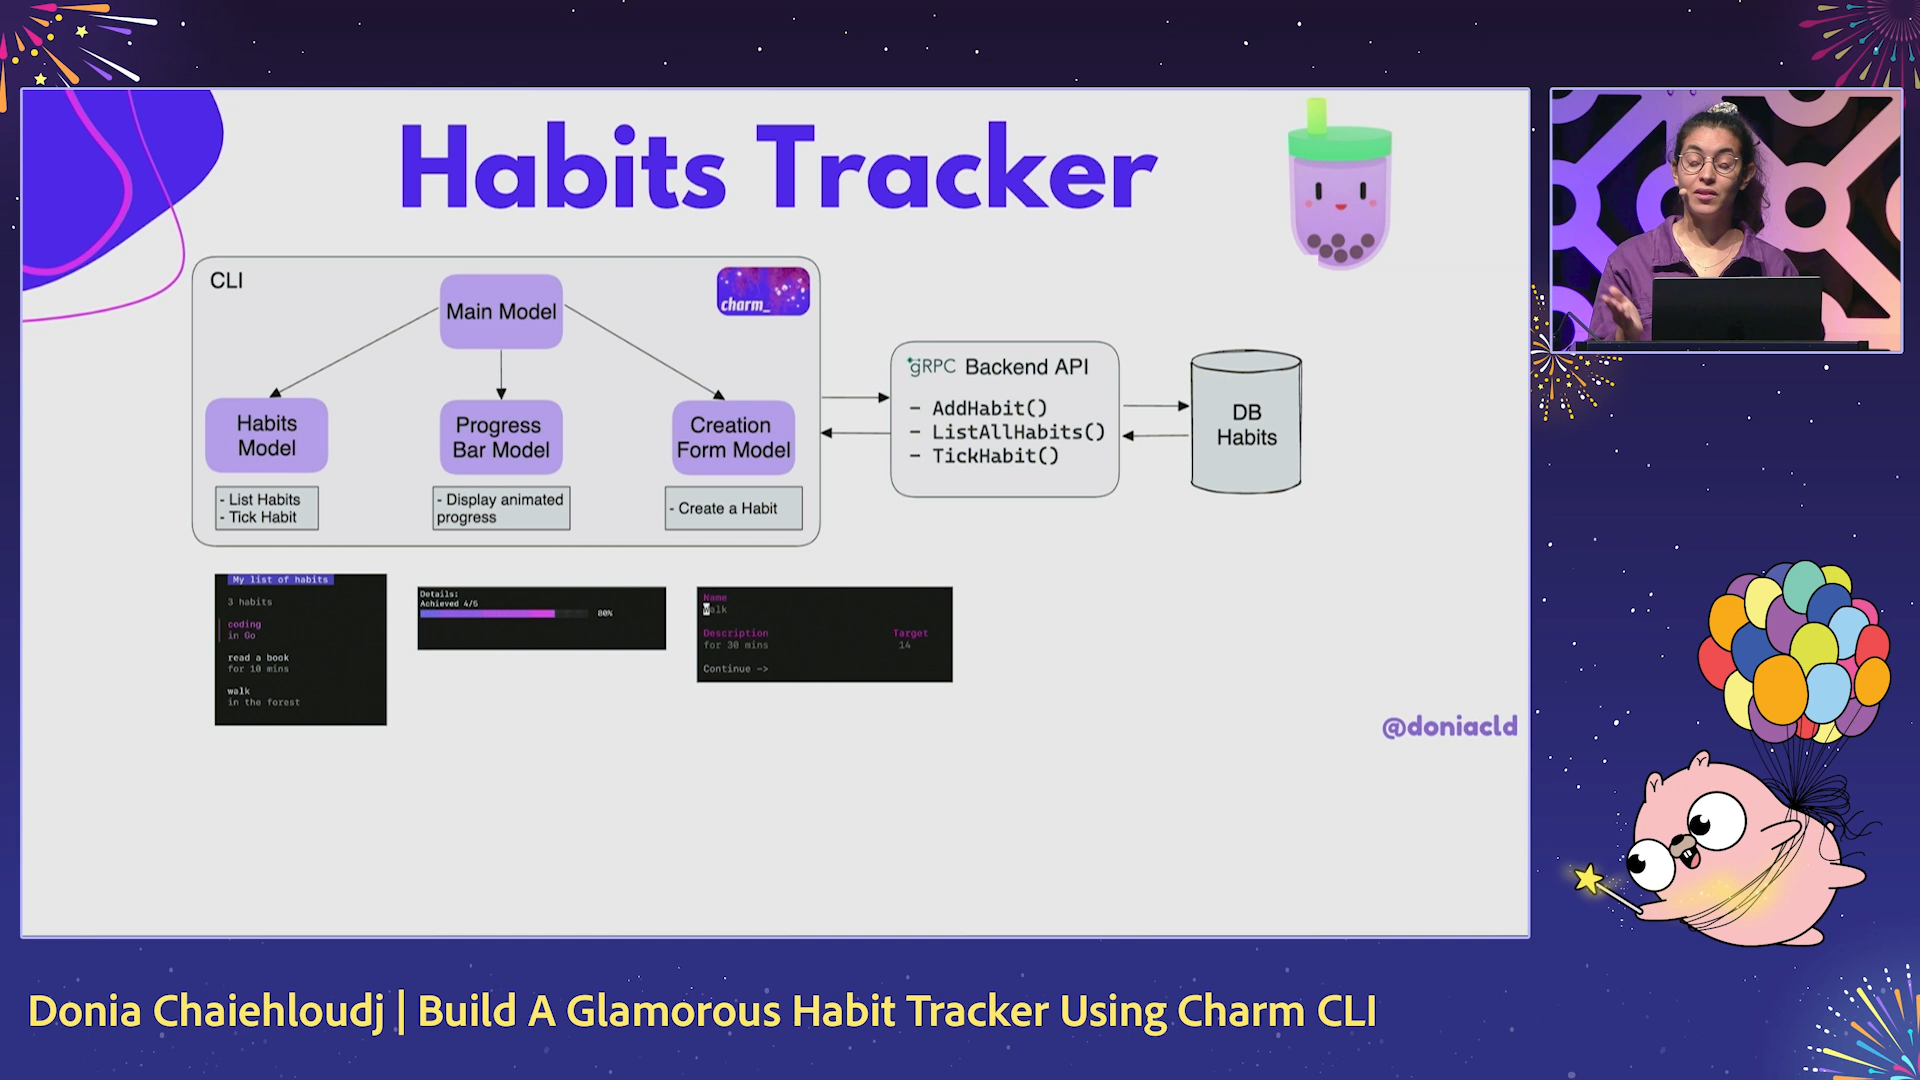 Habits Tracker
CLI
Main Model
charm_
Habits
Model
Progress
Bar Model
Creation
Form Model
- List Habits
- Tick Habit
- Display animated
progress
- Create a Habit
gRPC Backend API
- AddHabit()
- ListAllHabits()
- TickHabit()
DB
Habits
My list of habits
3 habits
coding
in Go
read a book
for 10 mins
walk
in the forest
Details:
Achieved 4/5
80%
Name
Walk
Description Target
for 30 mins 14
Continue ->
@doniacld
Donia Chaiehloudj | Build A Glamorous Habit Tracker Using Charm CLI